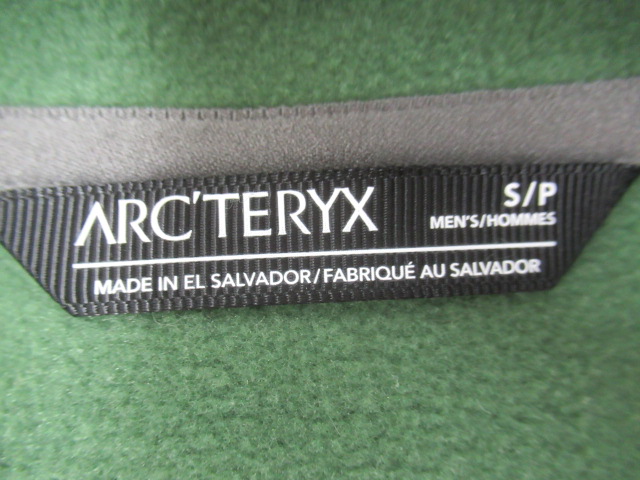 ARC'TERYX
S/P
MEN'S/HOMMES
MADE IN EL SALVADOR/FABRIQUÉ AU SALVADOR